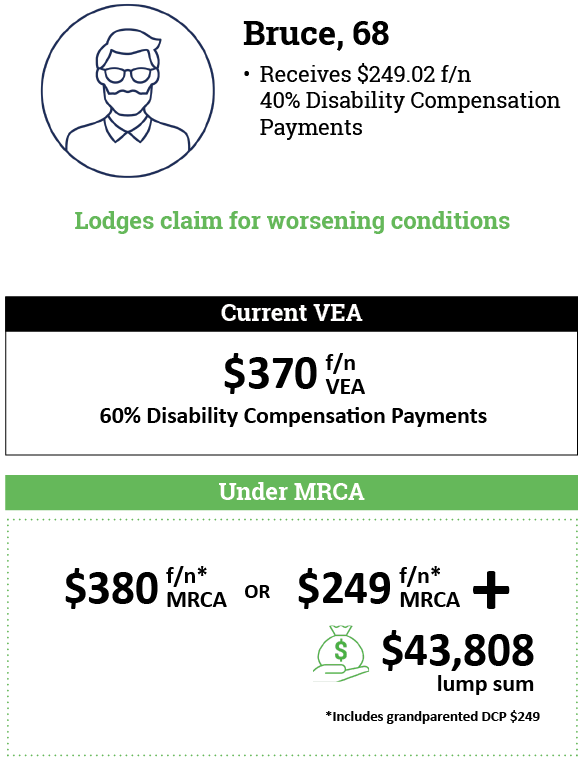 Bruce, 68
• Receives $249.02 f/n
40% Disability Compensation
Payments
Lodges claim for worsening conditions
Current VEA
$370 f/n VEA
60% Disability Compensation Payments
Under MRCA
$380 f/n* MRCA OR $249 f/n* MRCA +
$ $43,808
lump sum
*Includes grandparented DCP $249